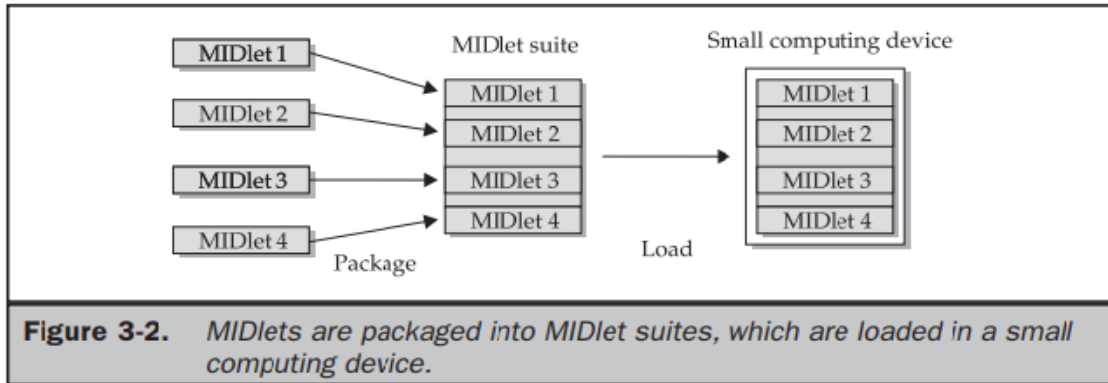 MIDlet 1
MIDlet 2
MIDlet 3
MIDlet 4
Package
MIDlet suite
MIDlet 1
MIDlet 2
MIDlet 3
MIDlet 4
Load
Small computing device
MIDlet 1
MIDlet 2
MIDlet 3
MIDlet 4
Figure 3-2. MIDlets are packaged into MIDlet suites, which are loaded in a small
computing device.